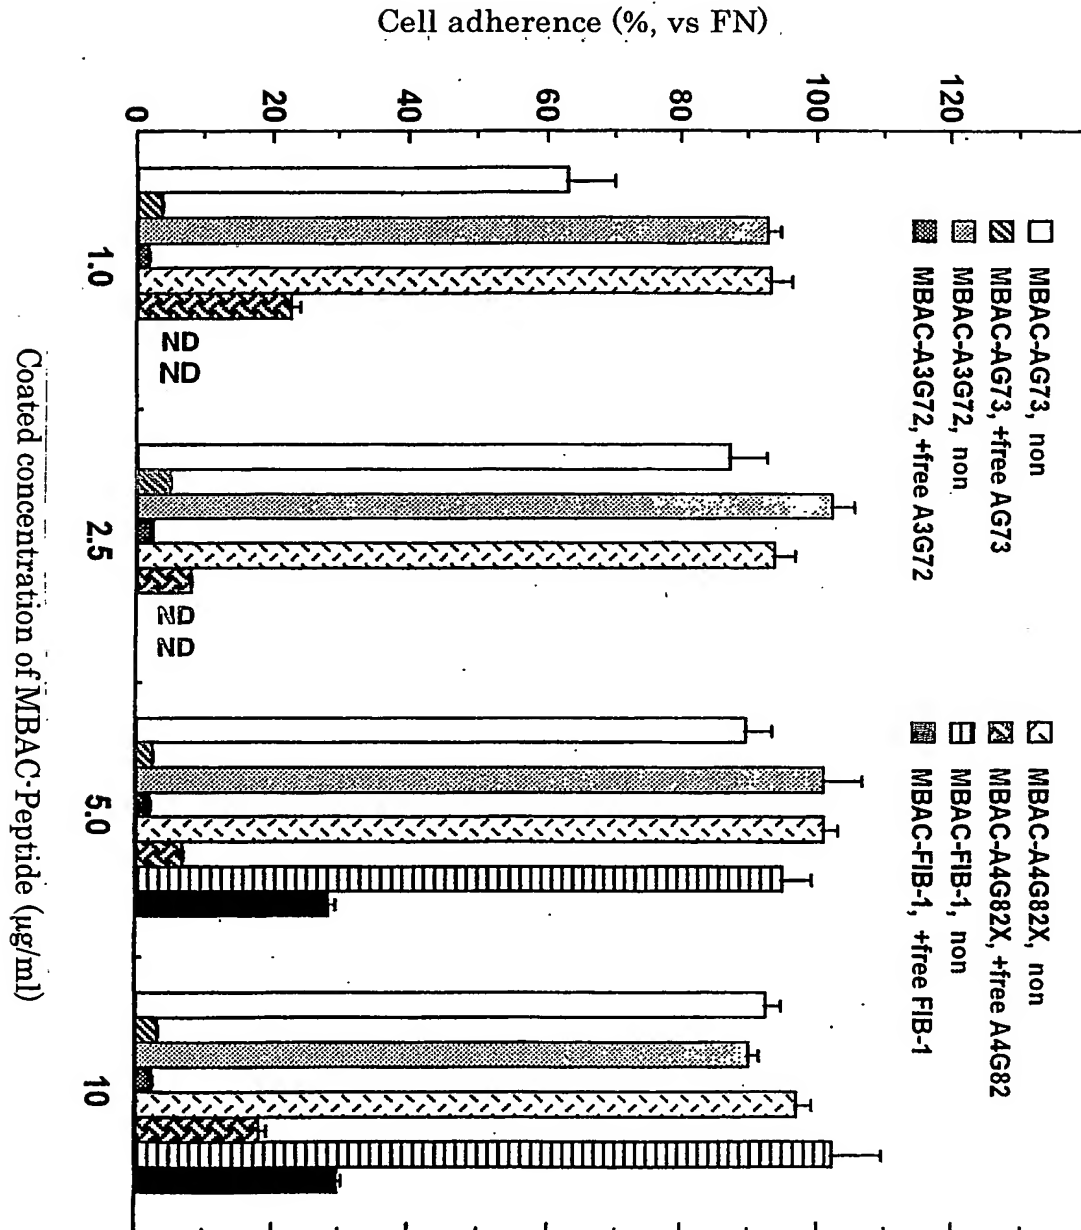 Cell adherence (%, vs FN)
0
20
40
60
80
100
120
MBAC-AG73, non
MBAC-AG73, +free AG73
MBAC-A3G72, non
MBAC-A3G72, +free A3G72
MBAC-A4G82X, non
MBAC-A4G82X, +free A4G82
MBAC-FIB-1, non
MBAC-FIB-1, +free FIB-1
ND
ND
ND
ND
1.0
2.5
5.0
10
Coated concentration of MBAC-Peptide (μg/ml)